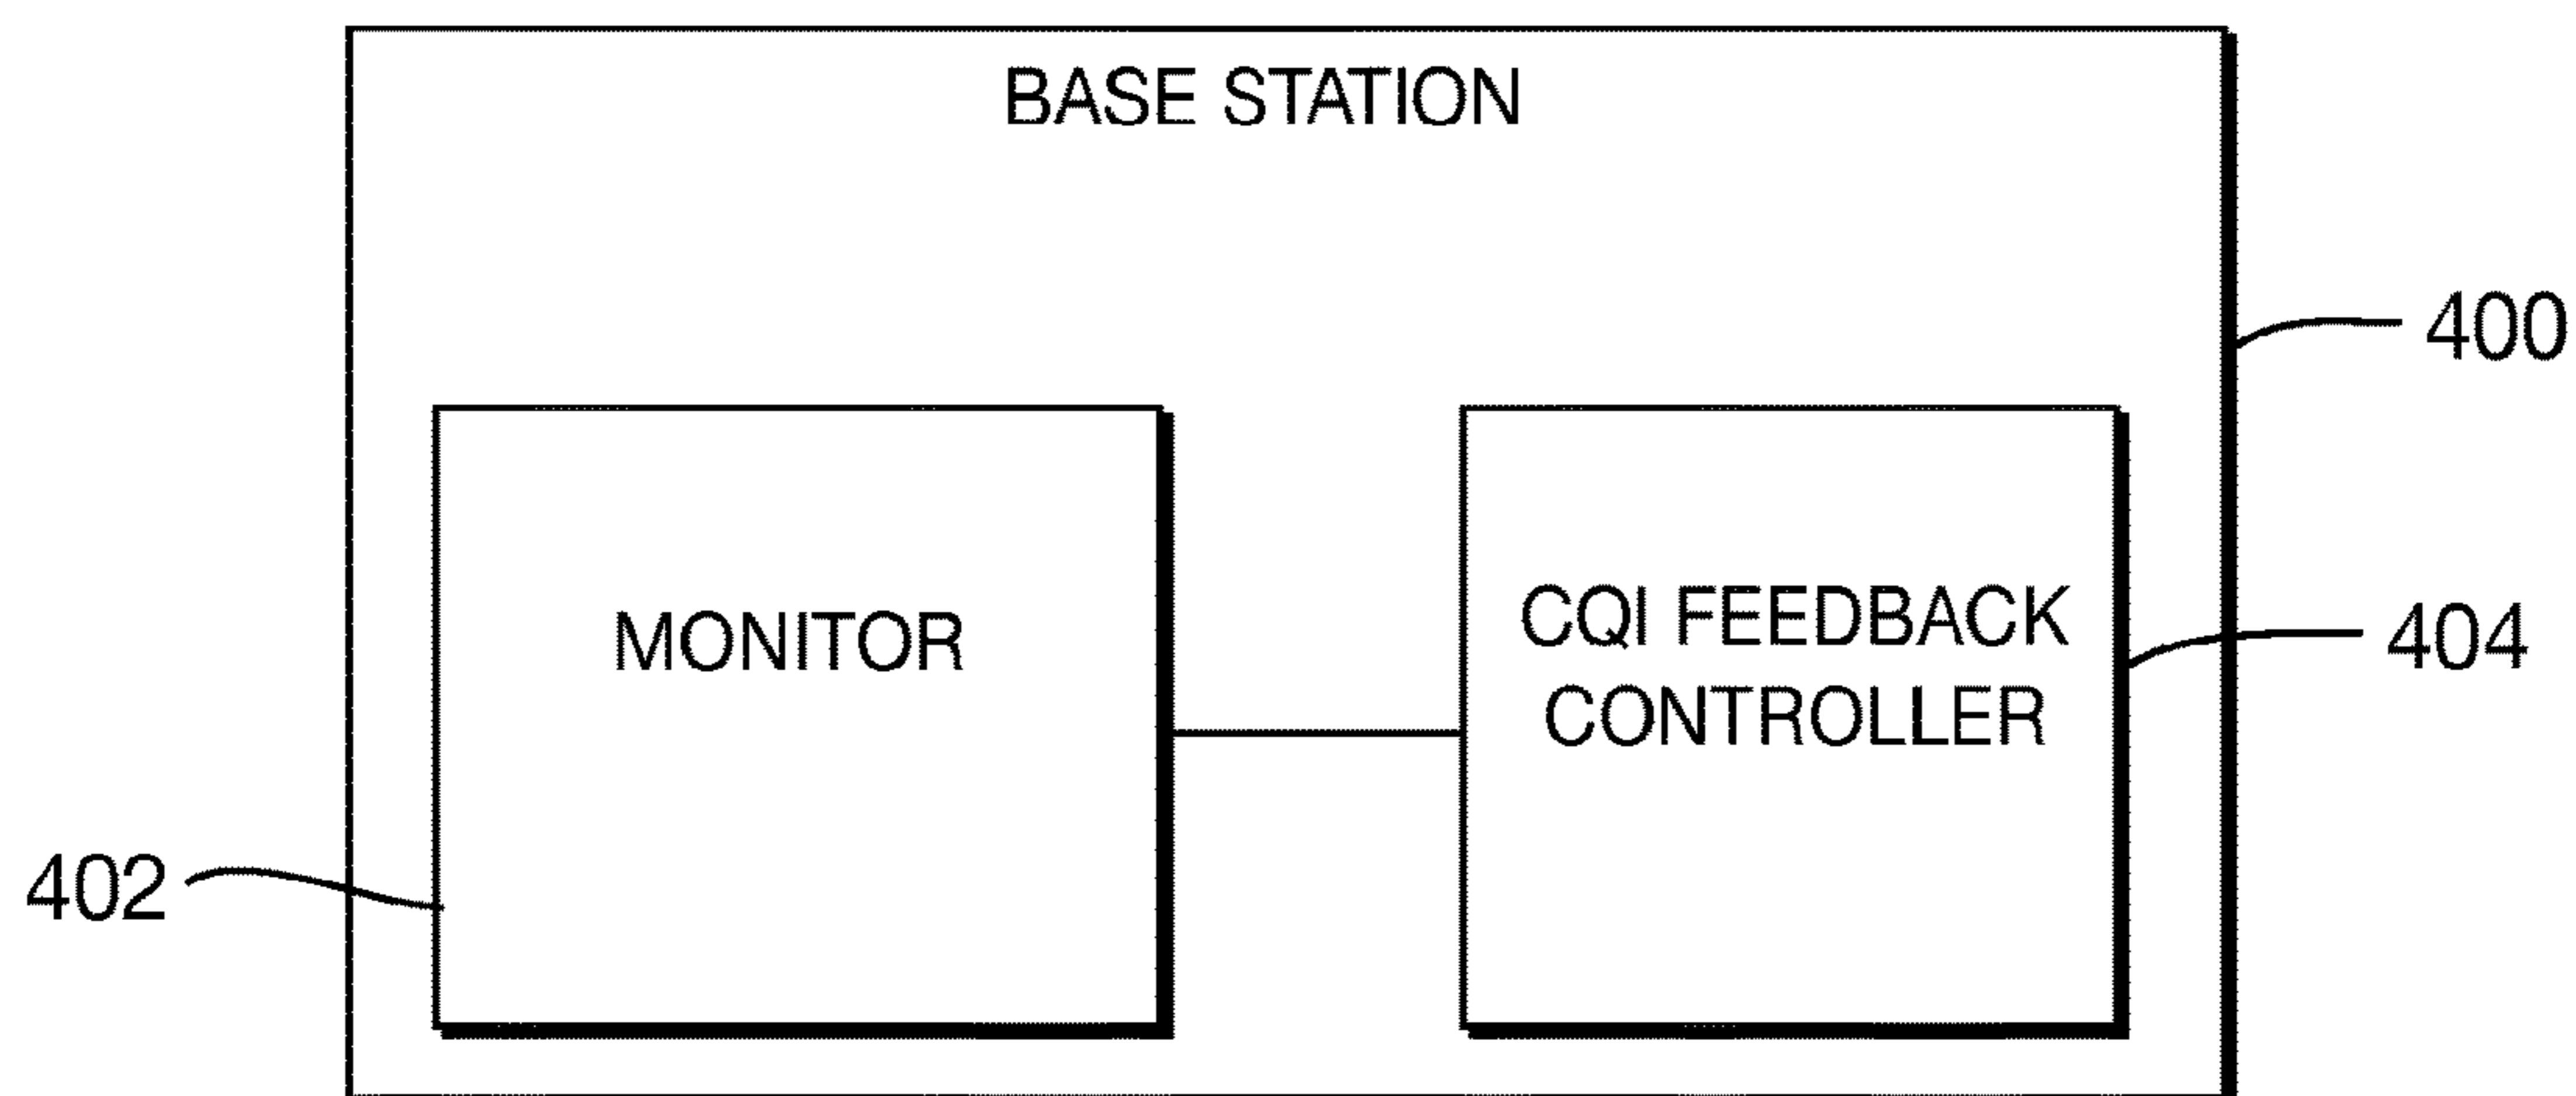 BASE STATION
400
MONITOR
CQI FEEDBACK
CONTROLLER
404
402